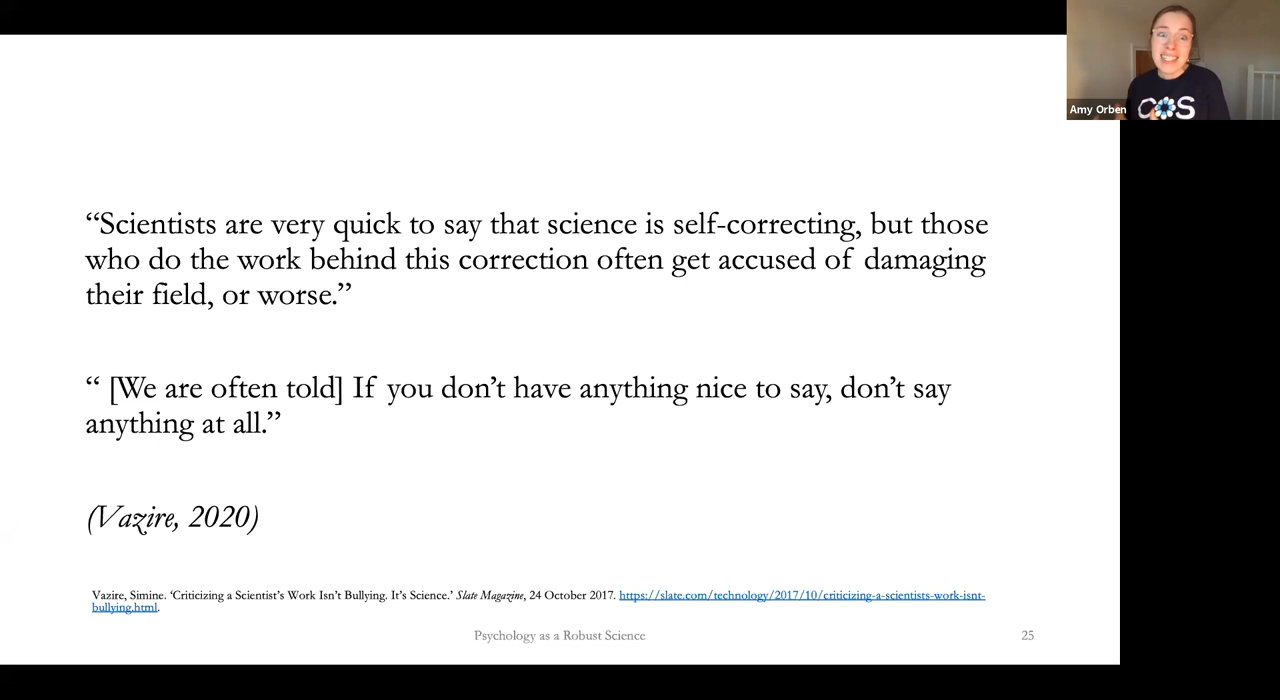 Amy Orben
COS
“Scientists are very quick to say that science is self-correcting, but those
who do the work behind this correction often get accused of damaging
their field, or worse.”
“ [We are often told] If you don’t have anything nice to say, don’t say
anything at all.”
(Vazire, 2020)
Vazire, Simine. ‘Criticizing a Scientist’s Work Isn’t Bullying. It’s Science.’ Slate Magazine, 24 October 2017. https://slate.com/technology/2017/10/criticizing-a-scientists-work-isnt-
bullying.html.
Psychology as a Robust Science
25